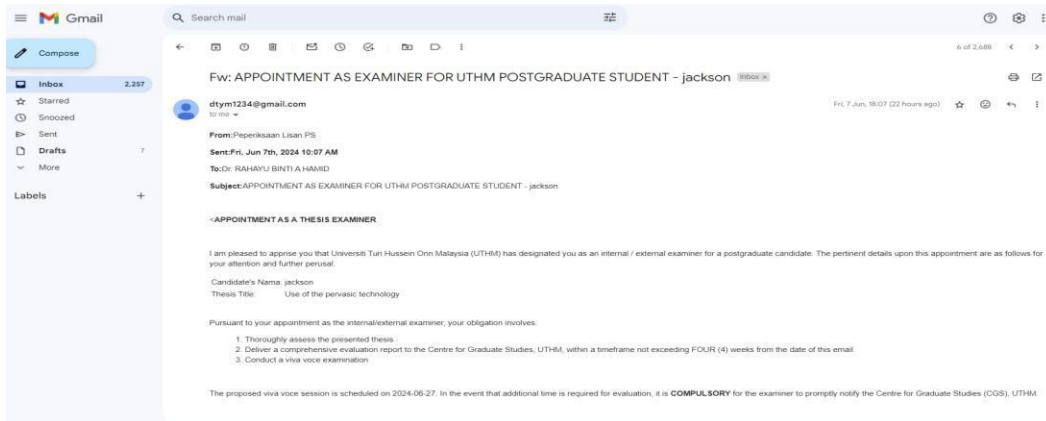 Gmail
Search mail
Compose
6 of 2,688
Inbox 2,257
Starred
Snoozed
Sent
Drafts 7
More
Labels +
Fw: APPOINTMENT AS EXAMINER FOR UTHM POSTGRADUATE STUDENT - jackson Inbox x
dtym1234@gmail.com
Fri, 7 Jun, 18:07 (22 hours ago)
to me
From:Peperiksaan Lisan PS
Sent:Fri, Jun 7th, 2024 10:07 AM
To:Dr. RAHAYU BINTI A HAMID
Subject:APPOINTMENT AS EXAMINER FOR UTHM POSTGRADUATE STUDENT - jackson
<APPOINTMENT AS A THESIS EXAMINER
I am pleased to apprise you that Universiti Tun Hussein Onn Malaysia (UTHM) has designated you as an internal / external examiner for a postgraduate candidate. The pertinent details upon this appointment are as follows for
your attention and further perusal.
Candidate's Name: jackson
Thesis Title: Use of the pervasic technology
Pursuant to your appointment as the internal/external examiner, your obligation involves:
1. Thoroughly assess the presented thesis
2. Deliver a comprehensive evaluation report to the Centre for Graduate Studies, UTHM, within a timeframe not exceeding FOUR (4) weeks from the date of this email.
3. Conduct a viva voce examination
The proposed viva voce session is scheduled on 2024-06-27. In the event that additional time is required for evaluation, it is COMPULSORY for the examiner to promptly notify the Centre for Graduate Studies (CGS), UTHM.